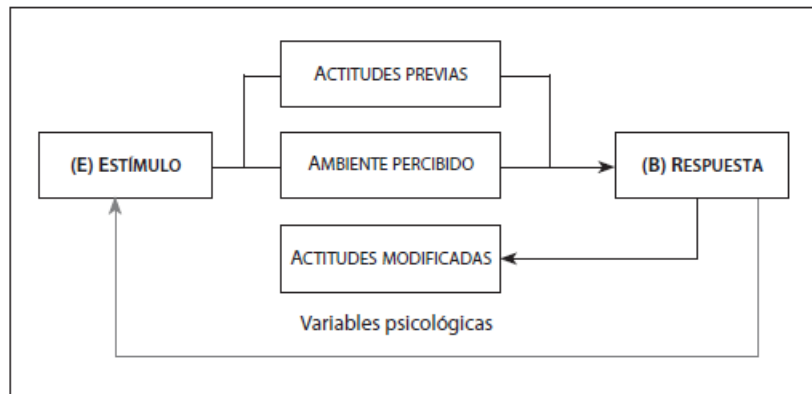 ACTITUDES PREVIAS
(E) ESTÍMULO
AMBIENTE PERCIBIDO
(B) RESPUESTA
ACTITUDES MODIFICADAS
Variables psicológicas